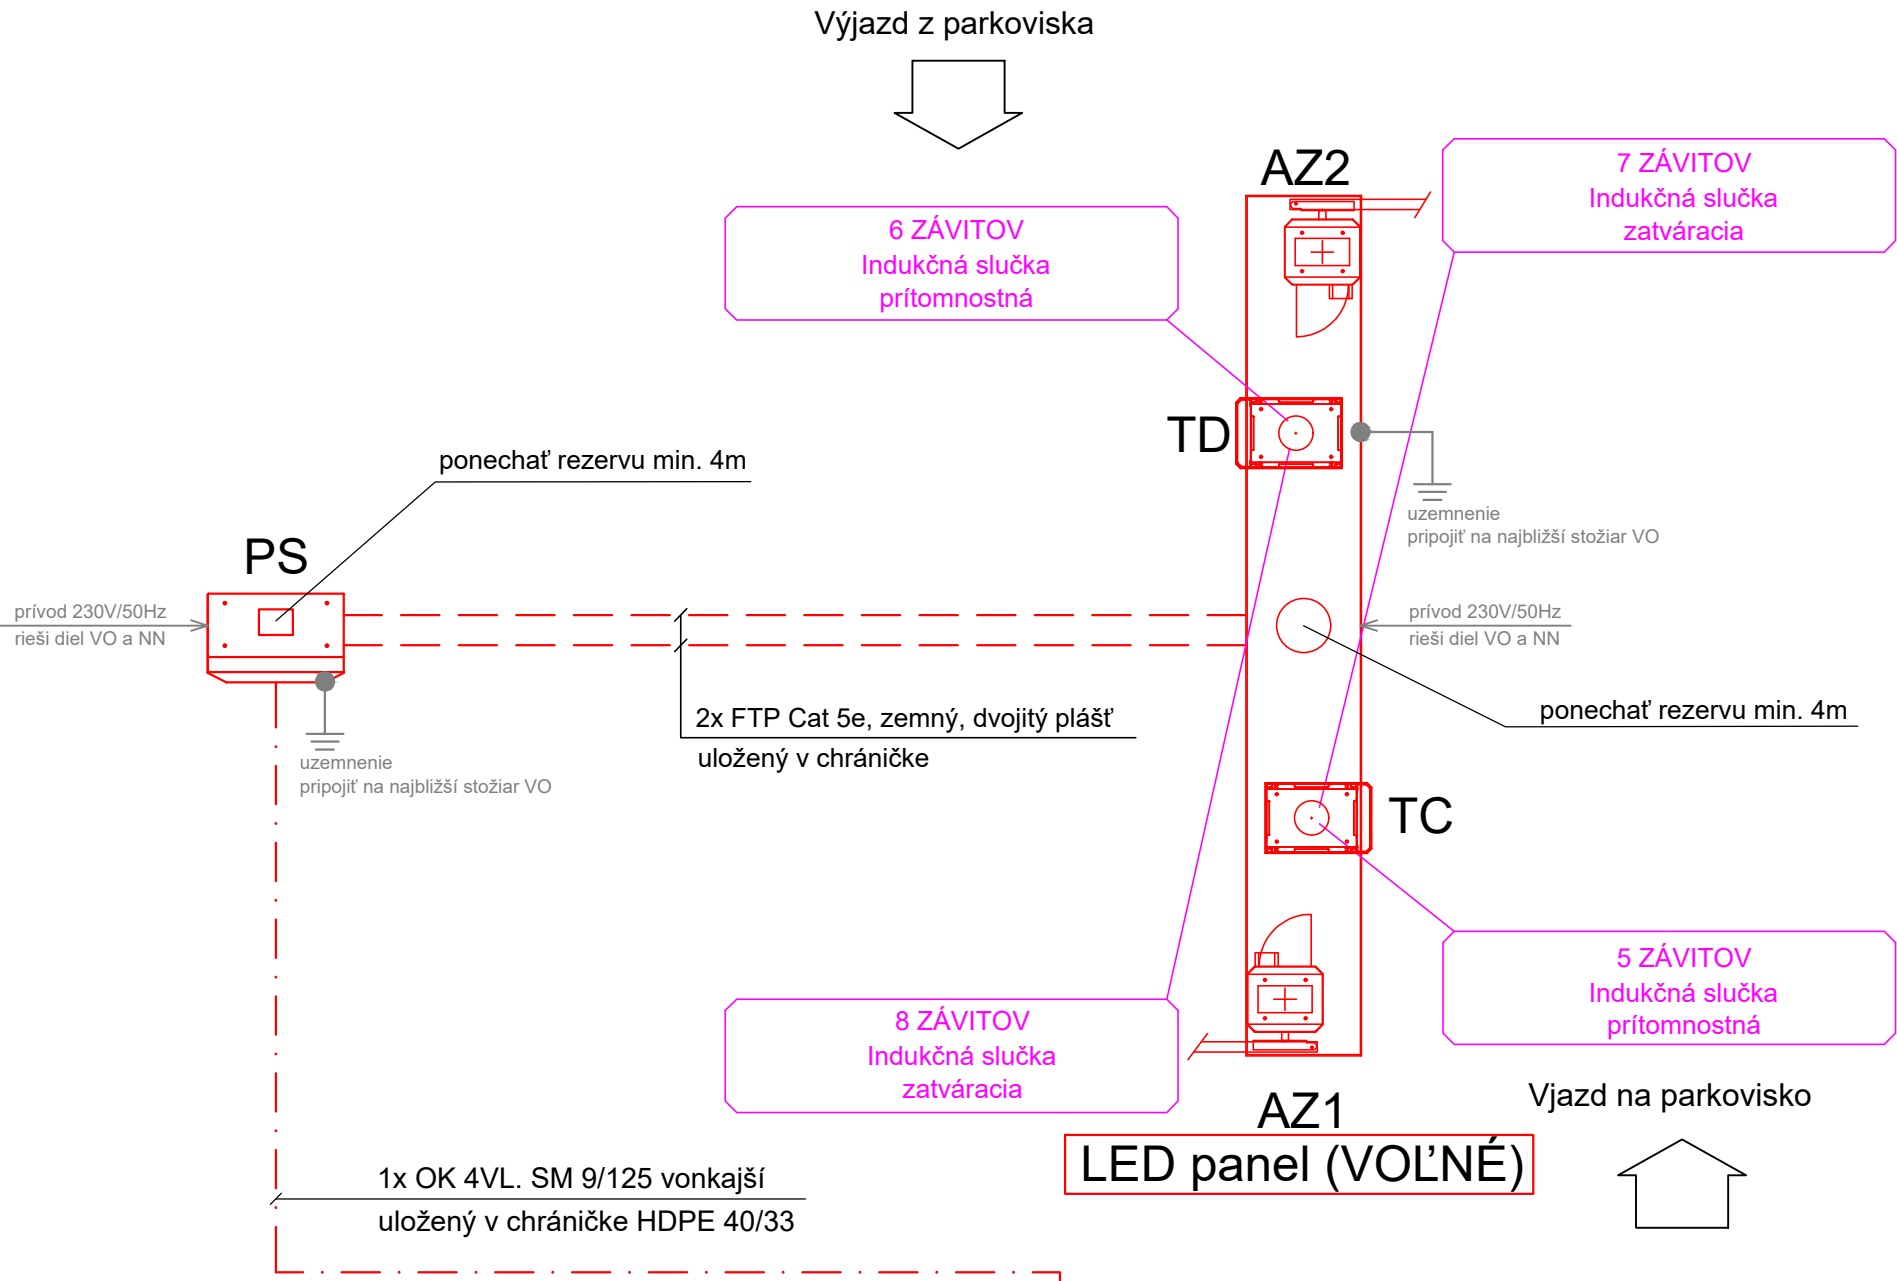 Výjazd z parkoviska
AZ2
7 ZÁVITOV
Indukčná slučka
zatváracia
6 ZÁVITOV
Indukčná slučka
prítomnostná
TD
ponechať rezervu min. 4m
uzemnenie
pripojiť na najbližší stožiar VO
PS
prívod 230V/50Hz
rieši diel VO a NN
prívod 230V/50Hz
rieši diel VO a NN
2x FTP Cat 5e, zemný, dvojitý plášť
uložený v chráničke
ponechať rezervu min. 4m
uzemnenie
pripojiť na najbližší stožiar VO
TC
5 ZÁVITOV
Indukčná slučka
prítomnostná
8 ZÁVITOV
Indukčná slučka
zatváracia
AZ1
Vjazd na parkovisko
LED panel (VOĽNÉ)
1x OK 4VL. SM 9/125 vonkajší
uložený v chráničke HDPE 40/33